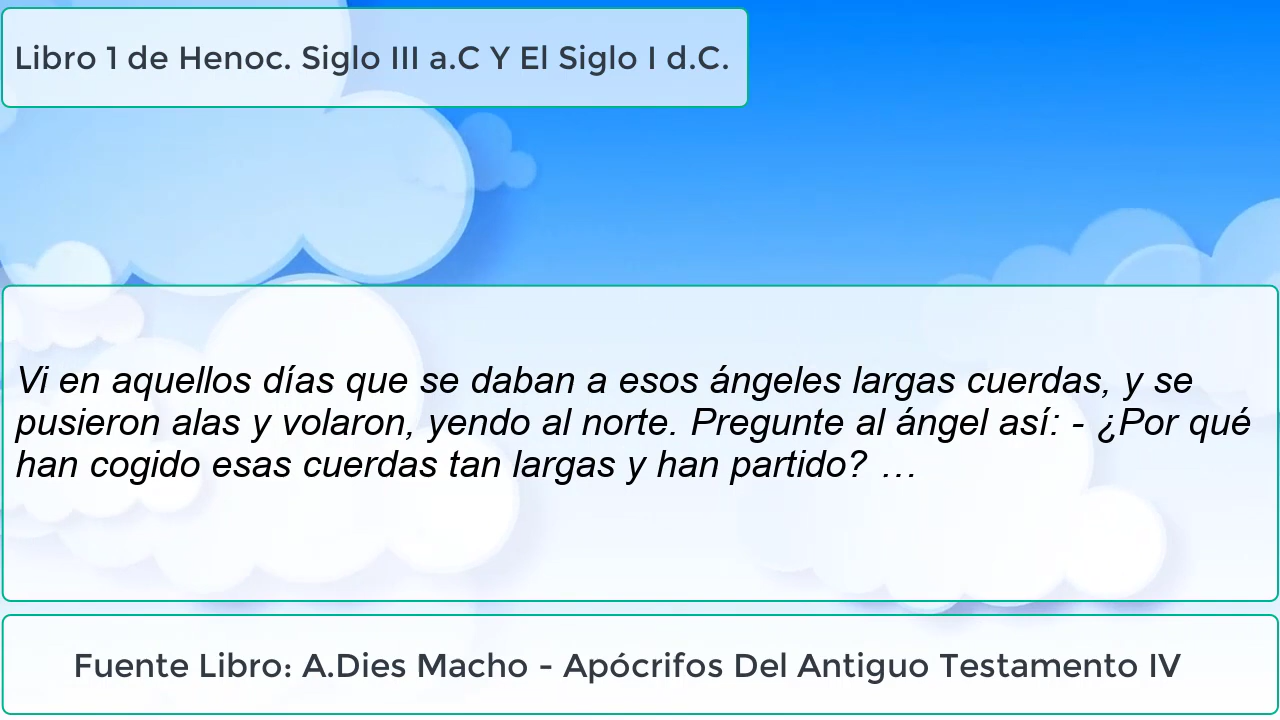 Libro 1 de Henoc. Siglo III a.C Y El Siglo I d.C.
Vi en aquellos días que se daban a esos ángeles largas cuerdas, y se
pusieron alas y volaron, yendo al norte. Pregunte al ángel así: - ¿Por qué
han cogido esas cuerdas tan largas y han partido? …
Fuente Libro: A.Dies Macho - Apócrifos Del Antiguo Testamento IV